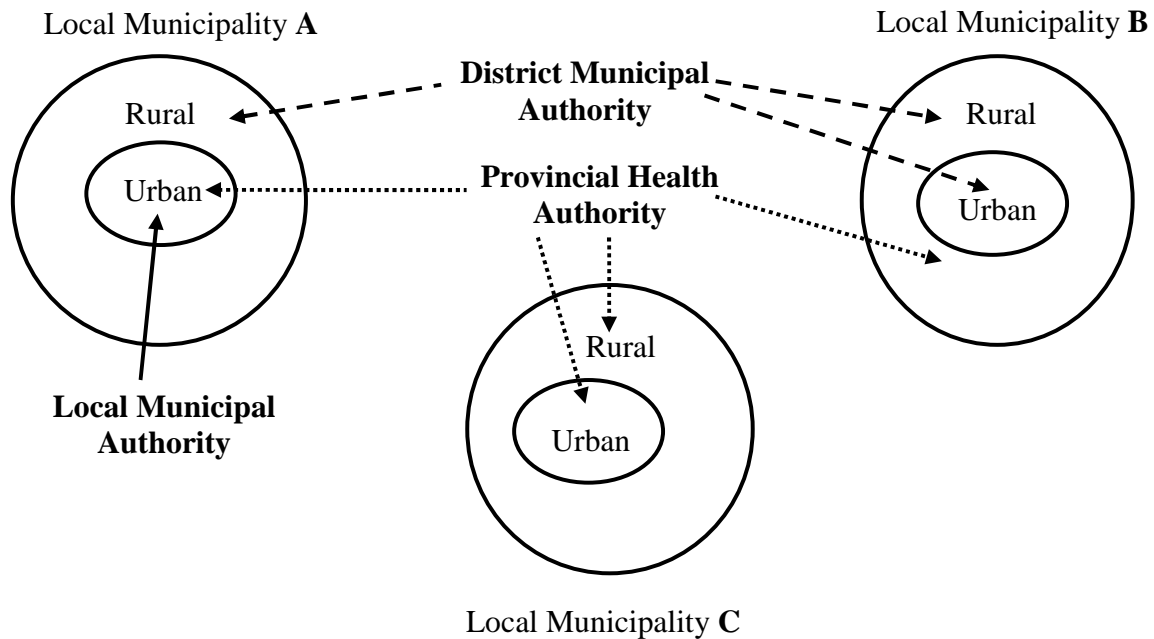 Local Municipality A
Local Municipality B
District Municipal
Authority
Rural
Rural
Provincial Health
Authority
Urban
Urban
Rural
Local Municipal
Authority
Urban
Local Municipality C